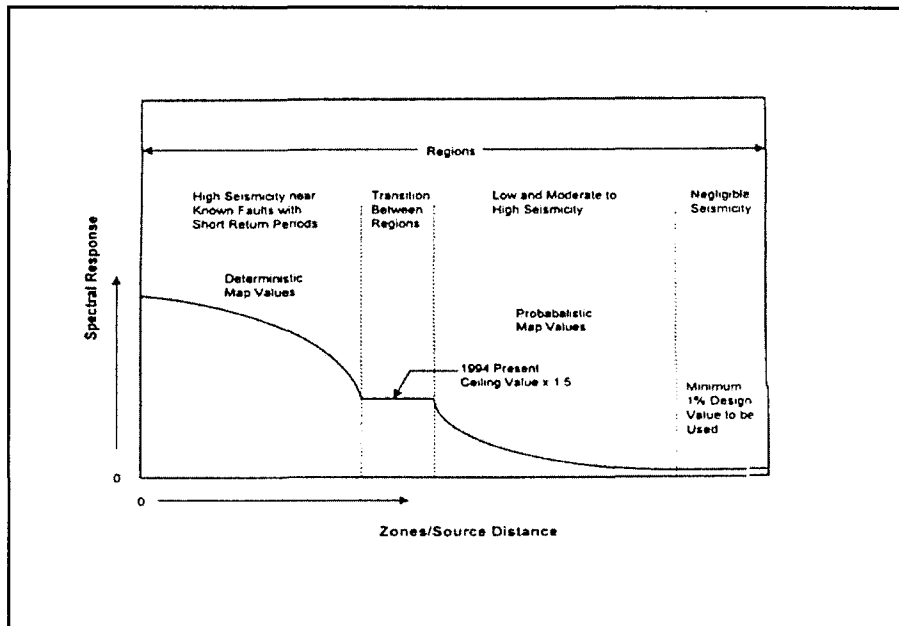 Regions
High Seismicity near
Known Faults with
Short Return Periods
Transition
Between
Regions
Low and Moderate to
High Seismicity
Negligible
Seismicity
Deterministic
Map Values
Probabalistic
Map Values
1994 Present
Ceiling Value x 1.5
Minimum
1% Design
Value to be
Used
Spectral Response
0
0
Zones/Source Distance